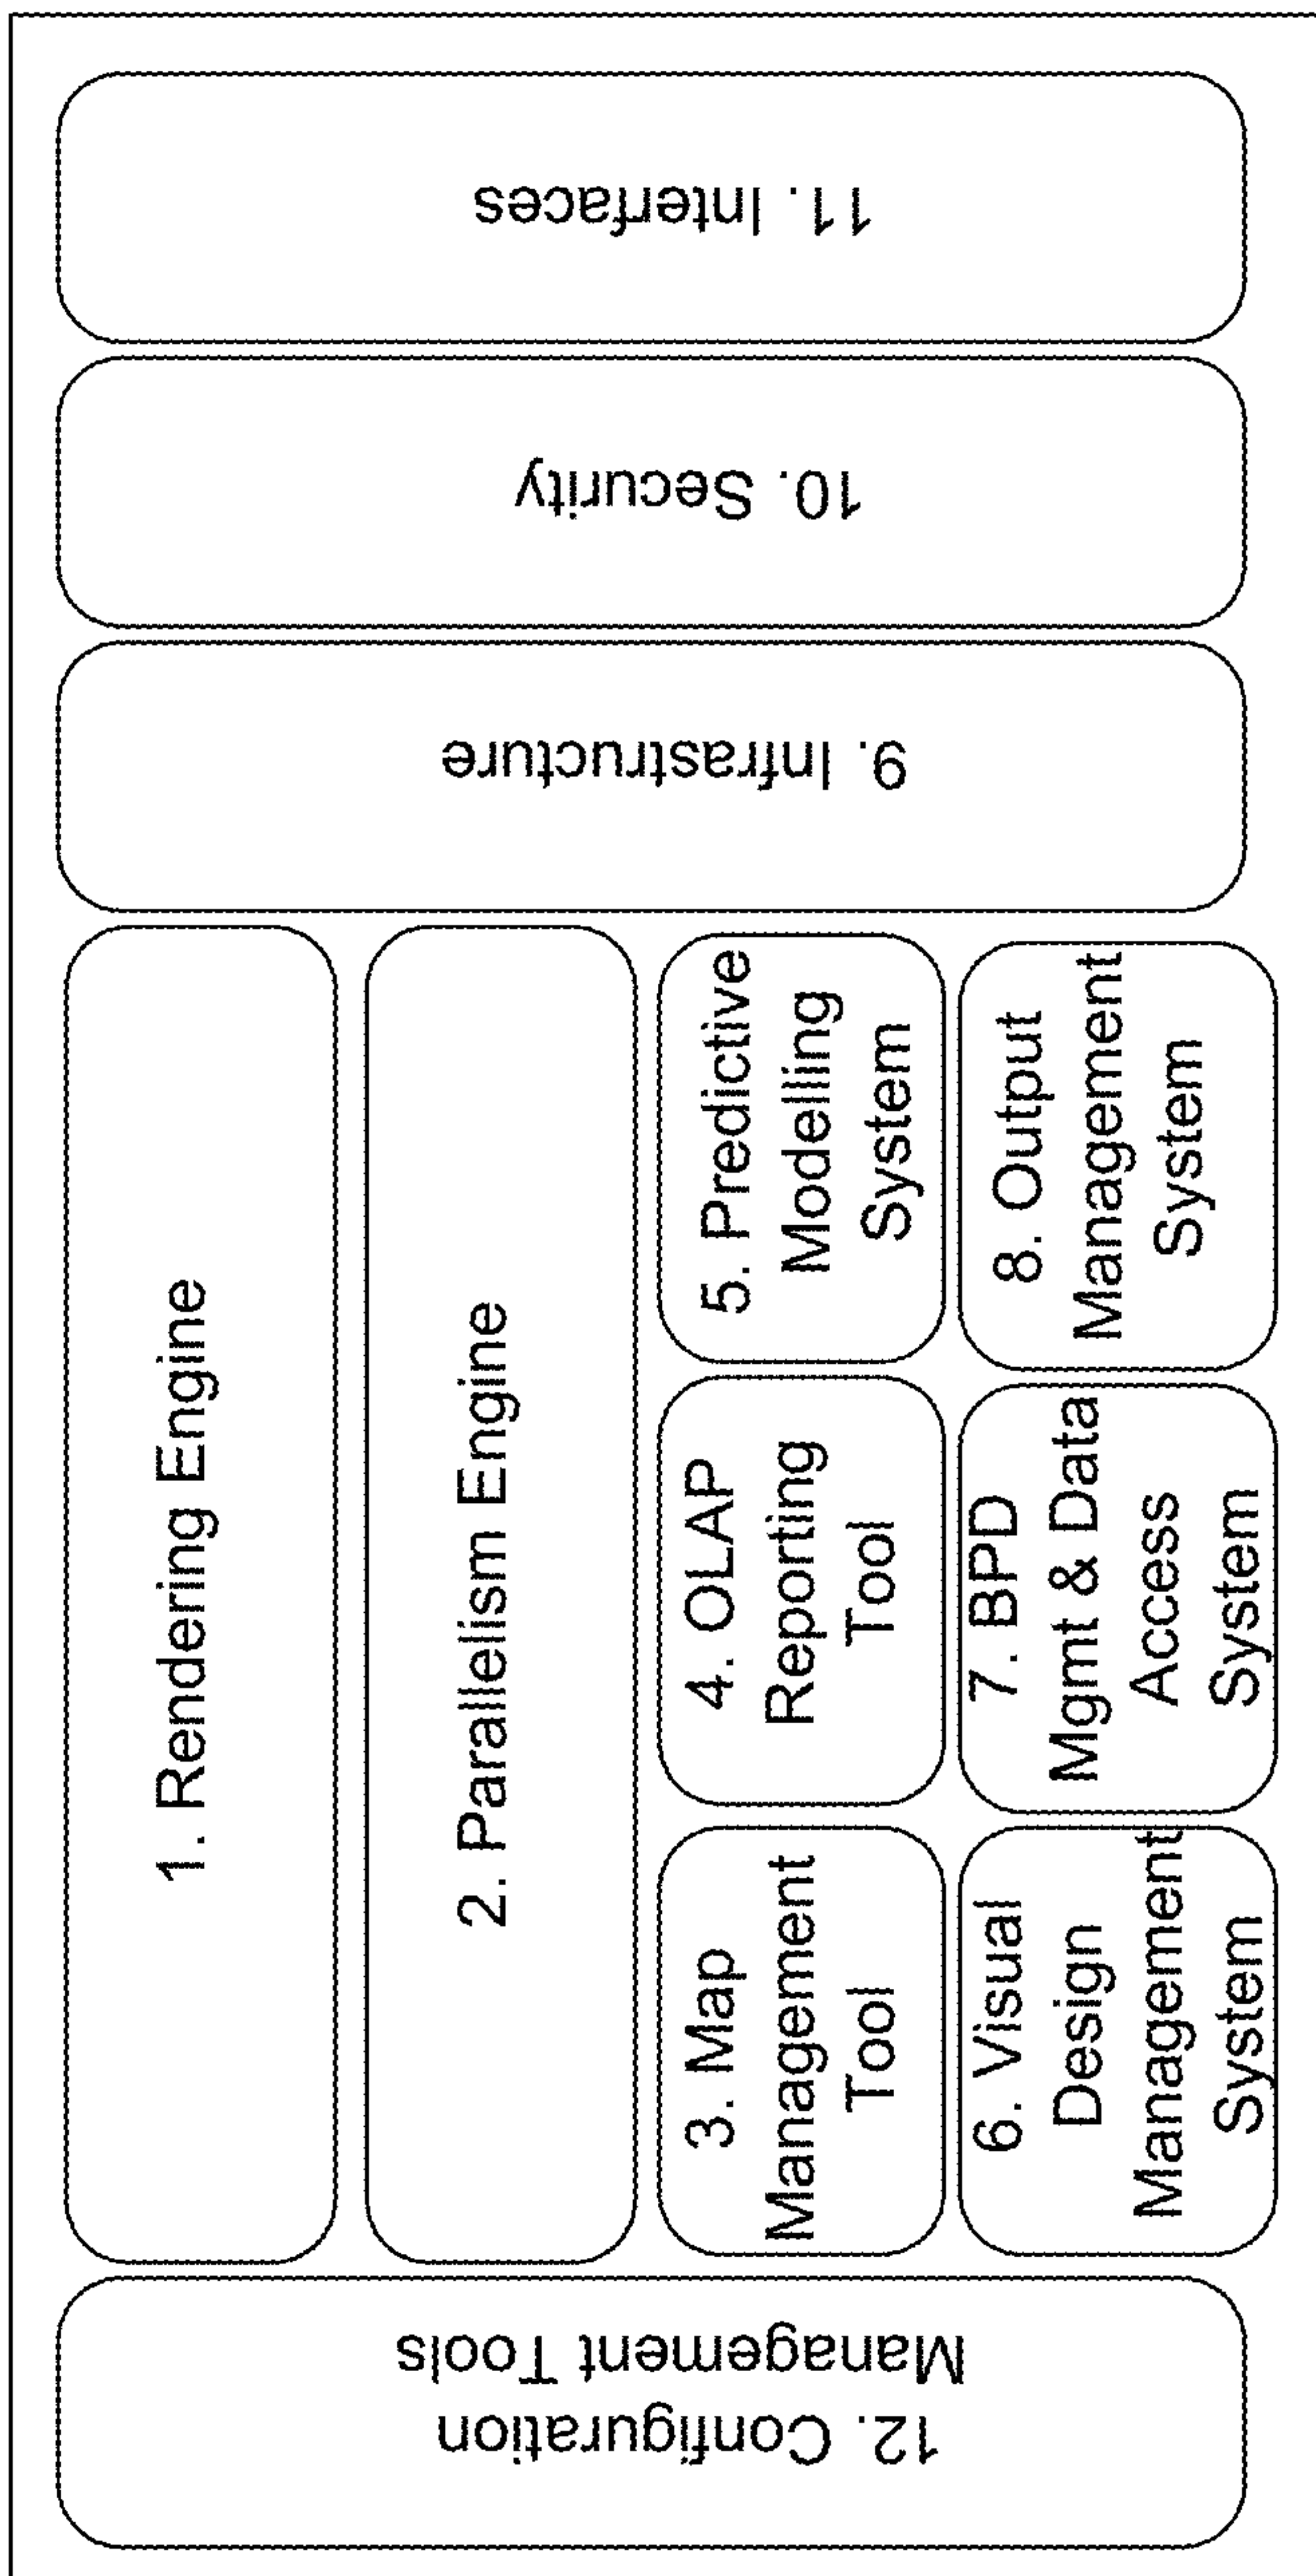 1. Rendering Engine
2. Parallelism Engine
3. Map
Management
Tool
4. OLAP
Reporting
Tool
5. Predictive
Modelling
System
6. Visual
Design
Management
System
7. BPD
Mgmt & Data
Access
System
8. Output
Management
System
9. Infrastructure
10. Security
11. Interfaces
12. Configuration
Management Tools